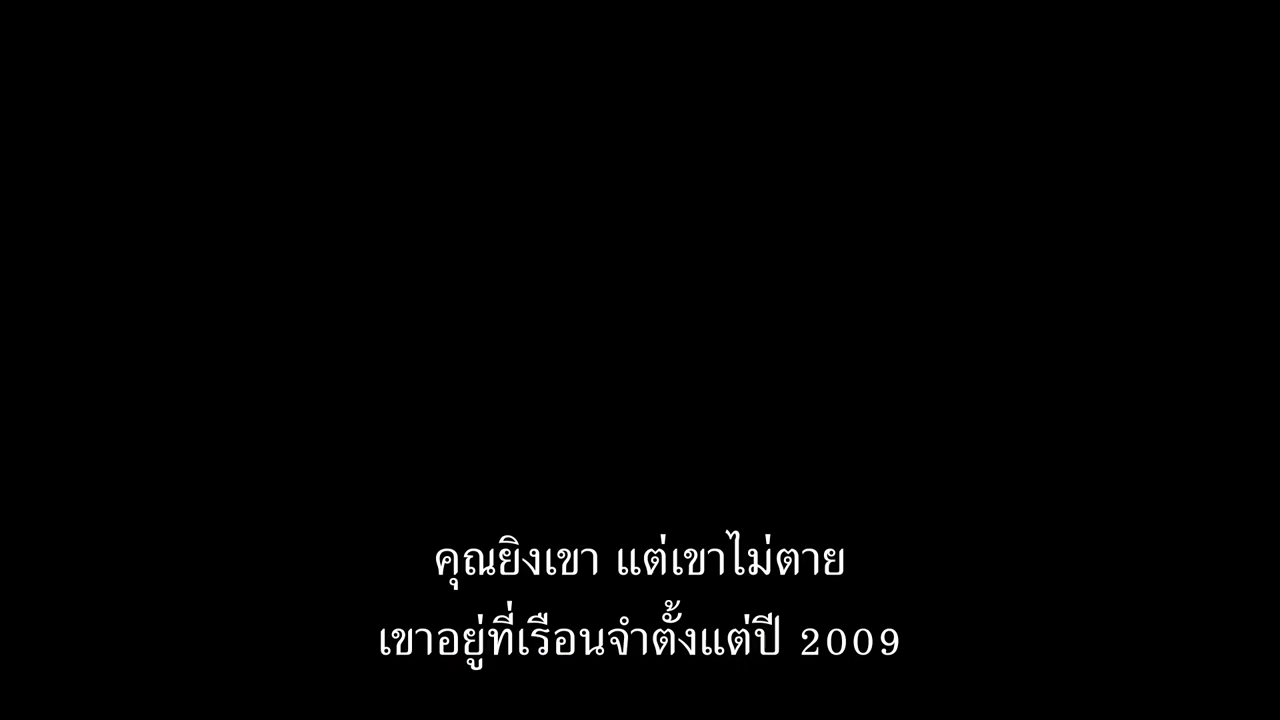 คุณยิงเขา แต่เขาไม่ตาย
เขาอยู่ที่เรือนจำตั้งแต่ปี 2009